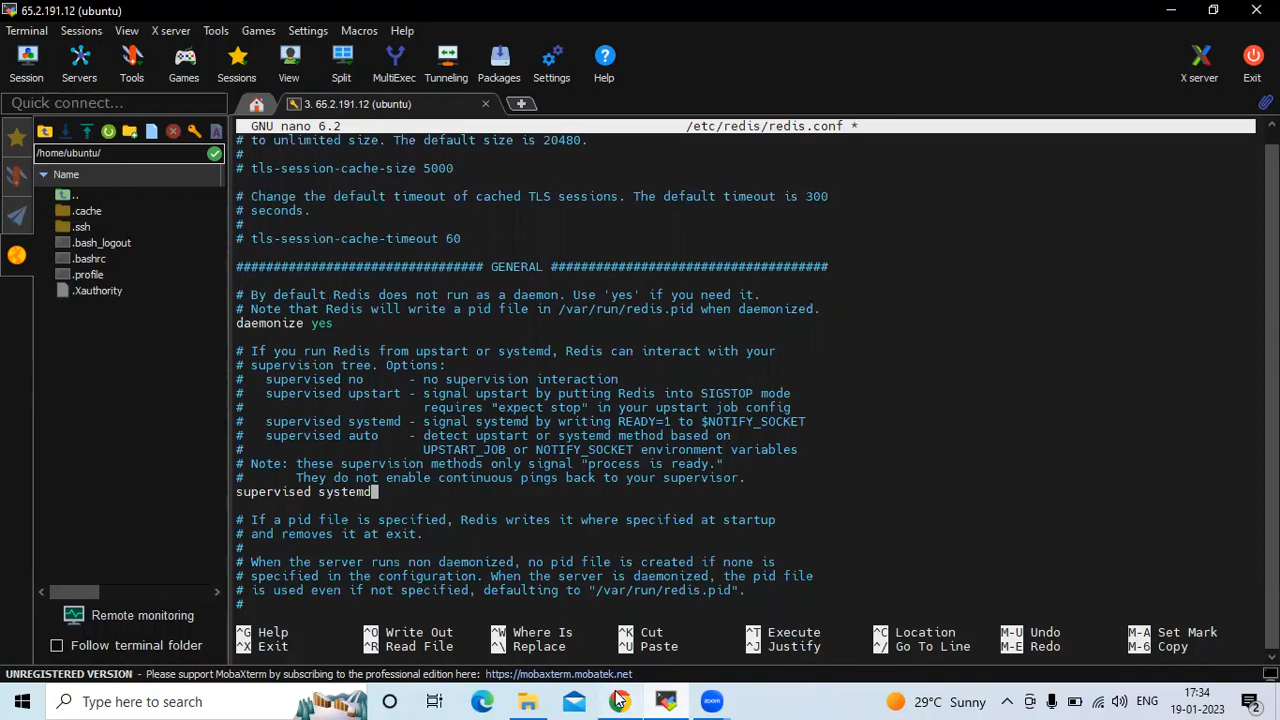 65.2.191.12 (ubuntu)
Terminal Sessions View X server Tools Games Settings Macros Help
Session Servers Tools Games Sessions View Split MultiExec Tunneling Packages Settings Help X server Exit
Quick connect...
3. 65.2.191.12 (ubuntu)
/home/ubuntu/
Name
..
.cache
.ssh
.bash_logout
.bashrc
.profile
.Xauthority
Remote monitoring
Follow terminal folder
GNU nano 6.2 /etc/redis/redis.conf *
# to unlimited size. The default size is 20480.
#
# tls-session-cache-size 5000
# Change the default timeout of cached TLS sessions. The default timeout is 300
# seconds.
#
# tls-session-cache-timeout 60
################################# GENERAL #####################################
# By default Redis does not run as a daemon. Use 'yes' if you need it.
# Note that Redis will write a pid file in /var/run/redis.pid when daemonized.
daemonize yes
# If you run Redis from upstart or systemd, Redis can interact with your
# supervision tree. Options:
#   supervised no      - no supervision interaction
#   supervised upstart - signal upstart by putting Redis into SIGSTOP mode
#                        requires "expect stop" in your upstart job config
#   supervised systemd - signal systemd by writing READY=1 to $NOTIFY_SOCKET
#   supervised auto    - detect upstart or systemd method based on
#                        UPSTART_JOB or NOTIFY_SOCKET environment variables
# Note: these supervision methods only signal "process is ready."
#       They do not enable continuous pings back to your supervisor.
supervised systemd
# If a pid file is specified, Redis writes it where specified at startup
# and removes it at exit.
#
# When the server runs non daemonized, no pid file is created if none is
# specified in the configuration. When the server is daemonized, the pid file
# is used even if not specified, defaulting to "/var/run/redis.pid".
#
^G Help ^O Write Out ^W Where Is ^K Cut ^T Execute ^C Location M-U Undo M-A Set Mark
^X Exit ^R Read File ^\ Replace ^U Paste ^J Justify ^/ Go To Line M-E Redo M-6 Copy
UNREGISTERED VERSION - Please support MobaXterm by subscribing to the professional edition here: https://mobaxterm.mobatek.net
Type here to search
zoom
29°C Sunny
ENG
17:34
19-01-2023
2